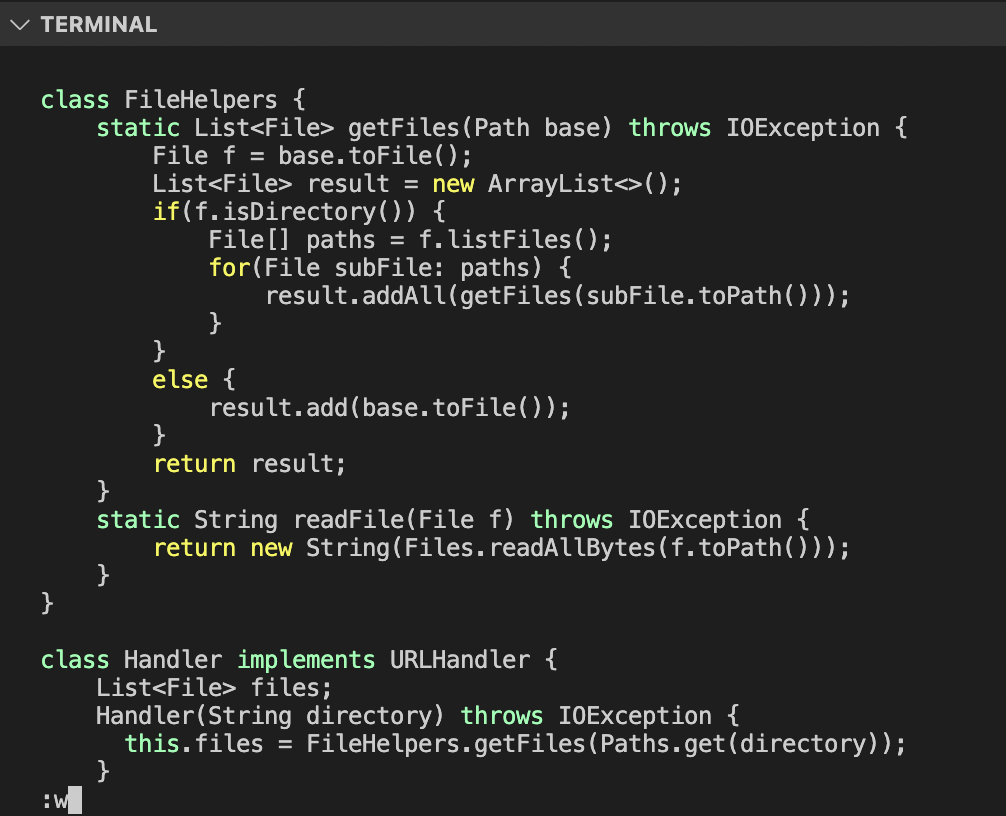 TERMINAL
class FileHelpers {
    static List<File> getFiles(Path base) throws IOException {
        File f = base.toFile();
        List<File> result = new ArrayList<>();
        if(f.isDirectory()) {
            File[] paths = f.listFiles();
            for(File subFile: paths) {
                result.addAll(getFiles(subFile.toPath()));
            }
        }
        else {
            result.add(base.toFile());
        }
        return result;
    }
    static String readFile(File f) throws IOException {
        return new String(Files.readAllBytes(f.toPath()));
    }
}
class Handler implements URLHandler {
    List<File> files;
    Handler(String directory) throws IOException {
      this.files = FileHelpers.getFiles(Paths.get(directory));
    }
:w